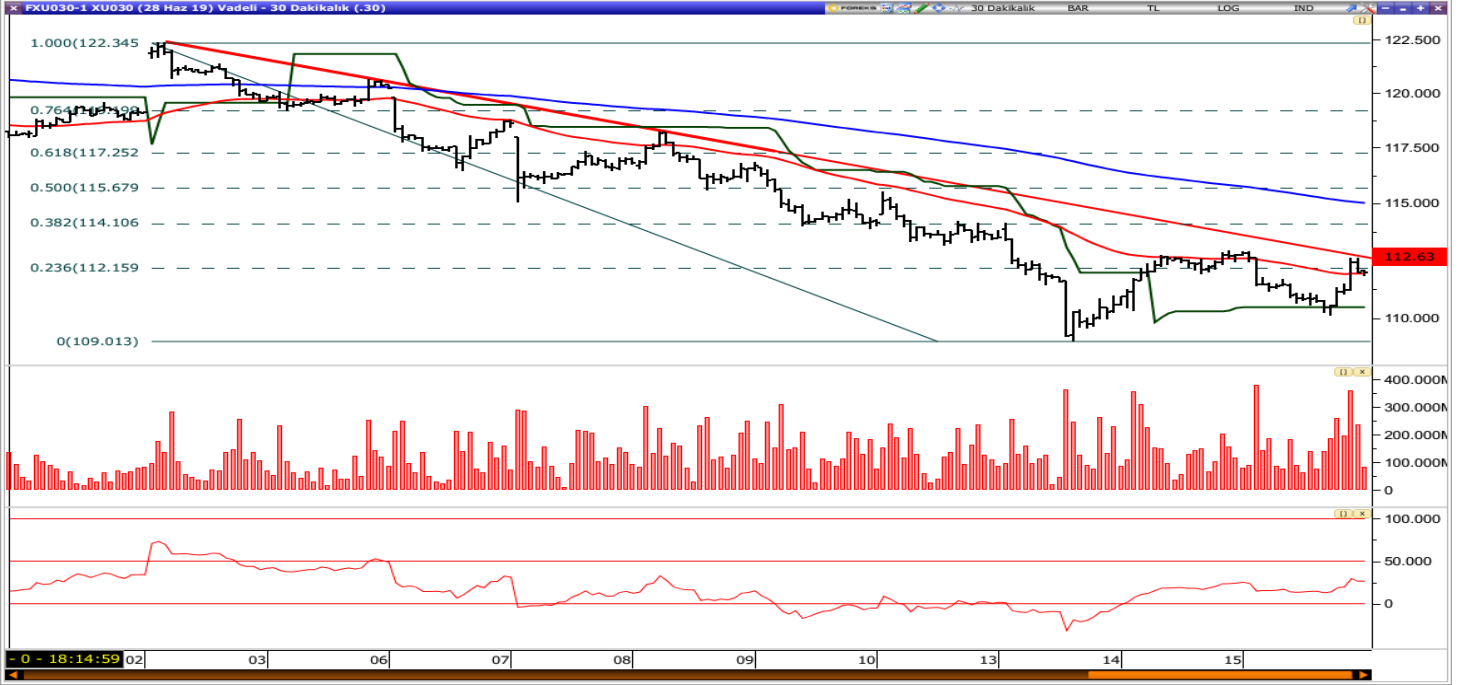 FXU030-1 XU030 (28 Haz 19) Vadeli - 30 Dakikalık (.30)
FOREKS 30 Dakikalık BAR TL LOG IND
1.000(122.345
0.618(117.252
0.500(115.679
0.382(114.106
0.236(112.159
0(109.013)
122.500
120.000
117.500
115.000
112.63
110.000
400.000M
300.000M
200.000M
100.000M
0
100.000
50.000
0
- 0 - 18:14:59 02 03 06 07 08 09 10 13 14 15